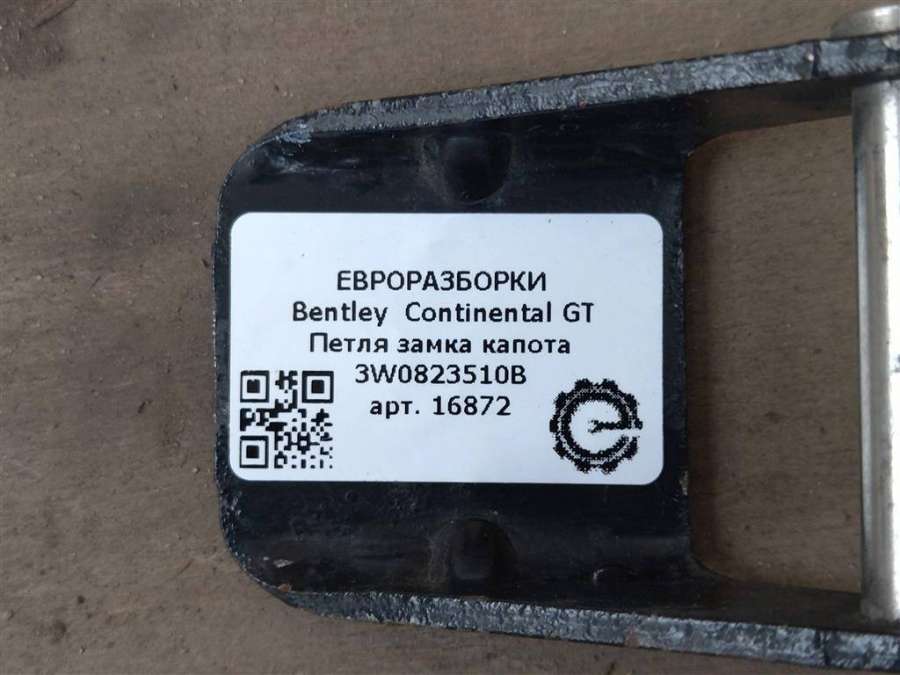 ЕВРОРАЗБОРКИ
Bentley Continental GT
Петля замка капота
3W0823510B
арт. 16872